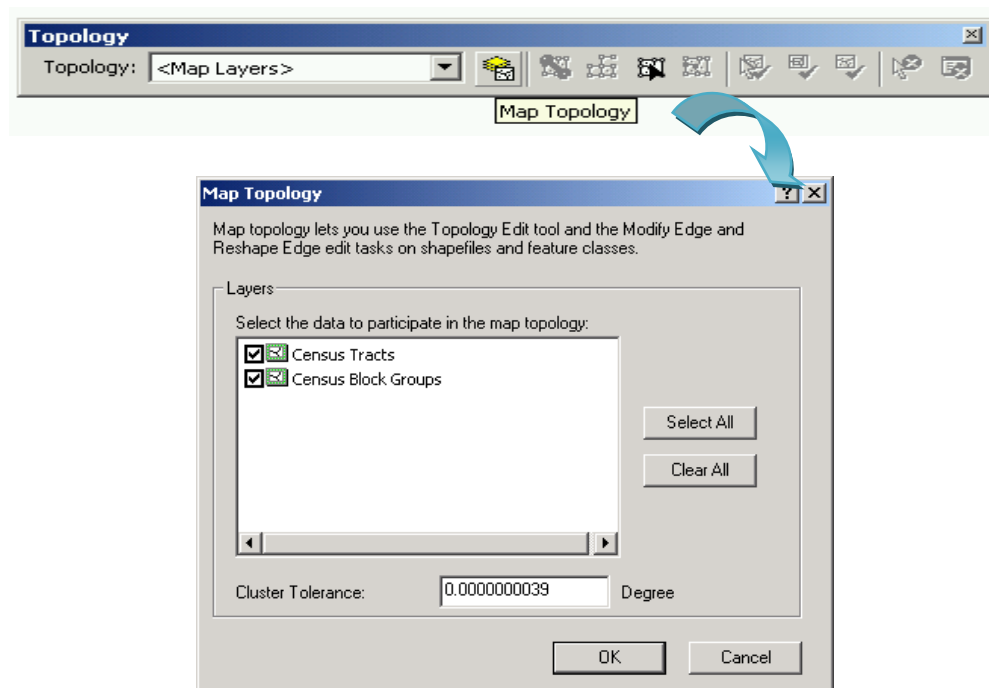 Topology
Topology: <Map Layers>
Map Topology
Map Topology
Map topology lets you use the Topology Edit tool and the Modify Edge and
Reshape Edge edit tasks on shapefiles and feature classes.
Layers
Select the data to participate in the map topology:
Census Tracts
Census Block Groups
Select All
Clear All
Cluster Tolerance: 0.0000000039 Degree
OK Cancel